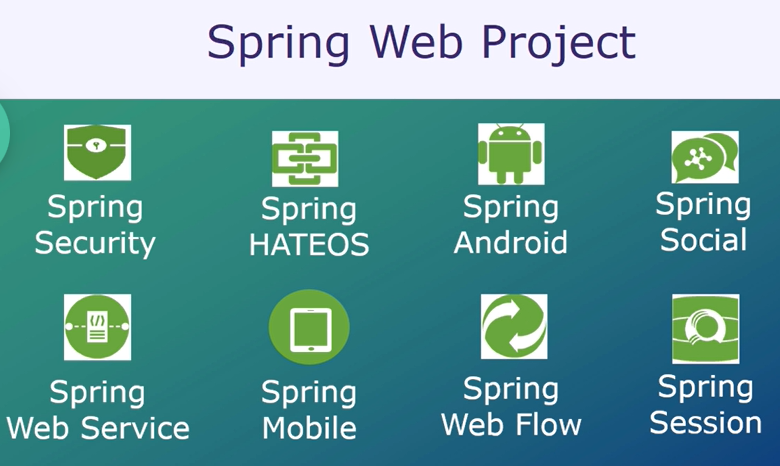 Spring Web Project
Spring
Security
Spring
HATEOS
Spring
Android
Spring
Social
Spring
Web Service
Spring
Mobile
Spring
Web Flow
Spring
Session